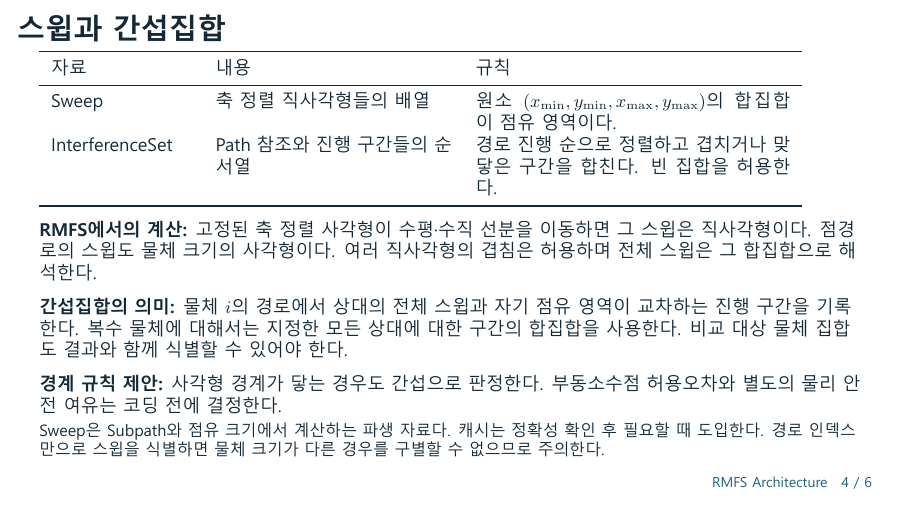 스윕과 간섭집합
자료 내용 규칙
Sweep 축 정렬 직사각형들의 배열 원소 (x_min, y_min, x_max, y_max)의 합집합
이 점유 영역이다.
InterferenceSet Path 참조와 진행 구간들의 순 경로 진행 순으로 정렬하고 겹치거나 맞
서열 닿은 구간을 합친다. 빈 집합을 허용한
다.
RMFS에서의 계산: 고정된 축 정렬 사각형이 수평·수직 선분을 이동하면 그 스윕은 직사각형이다. 점경
로의 스윕도 물체 크기의 사각형이다. 여러 직사각형의 겹침은 허용하며 전체 스윕은 그 합집합으로 해
석한다.
간섭집합의 의미: 물체 i의 경로에서 상대의 전체 스윕과 자기 점유 영역이 교차하는 진행 구간을 기록
한다. 복수 물체에 대해서는 지정한 모든 상대에 대한 구간의 합집합을 사용한다. 비교 대상 물체 집합
도 결과와 함께 식별할 수 있어야 한다.
경계 규칙 제안: 사각형 경계가 닿는 경우도 간섭으로 판정한다. 부동소수점 허용오차와 별도의 물리 안
전 여유는 코딩 전에 결정한다.
Sweep은 Subpath와 점유 크기에서 계산하는 파생 자료다. 캐시는 정확성 확인 후 필요할 때 도입한다. 경로 인덱스
만으로 스윕을 식별하면 물체 크기가 다른 경우를 구별할 수 없으므로 주의한다.
RMFS Architecture 4 / 6